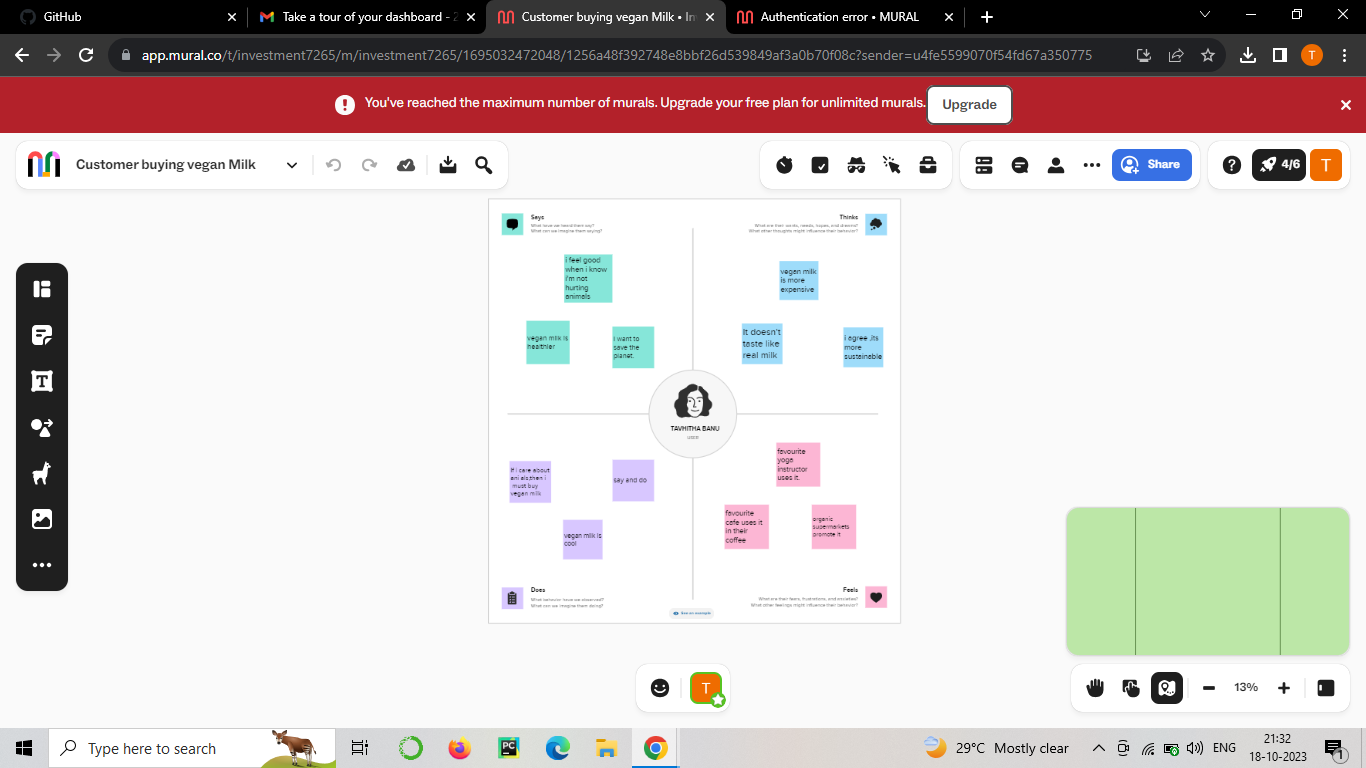 GitHub
Take a tour of your dashboard - Z
Customer buying vegan Milk • Im
Authentication error • MURAL
app.mural.co/t/investment7265/m/investment7265/1695032472048/1256a48f392748e8bbf26d539849af3a0b70f08c?sender=u4fe5599070f54fd67a350775
T
You've reached the maximum number of murals. Upgrade your free plan for unlimited murals.
Upgrade
Customer buying vegan Milk
Share
4/6
T
Says
What have we heard them say?
What can we imagine them saying?
Thinks
What are their wants, needs, hopes, and dreams?
What other thoughts might influence their behavior?
i feel good
when i know
i'm not
hurting
animals
vegan milk is
healthier
I want to
save the
planet.
vegan milk
is more
expensive
It doesn't
taste like
real milk
i agree ,its
more
sustainable
TAVHITHA BANU
user
If i care about
ani als,then i
must buy
vegan milk
say and do
vegan milk is
cool
favourite
yoga
instructor
uses it.
favourite
cafe uses it
in their
coffee
organic
supermarkets
promote it
Does
What behavior have we observed?
What can we imagine them doing?
Feels
What are their fears, frustrations, and anxieties?
What other feelings might influence their behavior?
See an example
T
13%
Type here to search
PC
29°C Mostly clear
ENG
21:32
18-10-2023
1